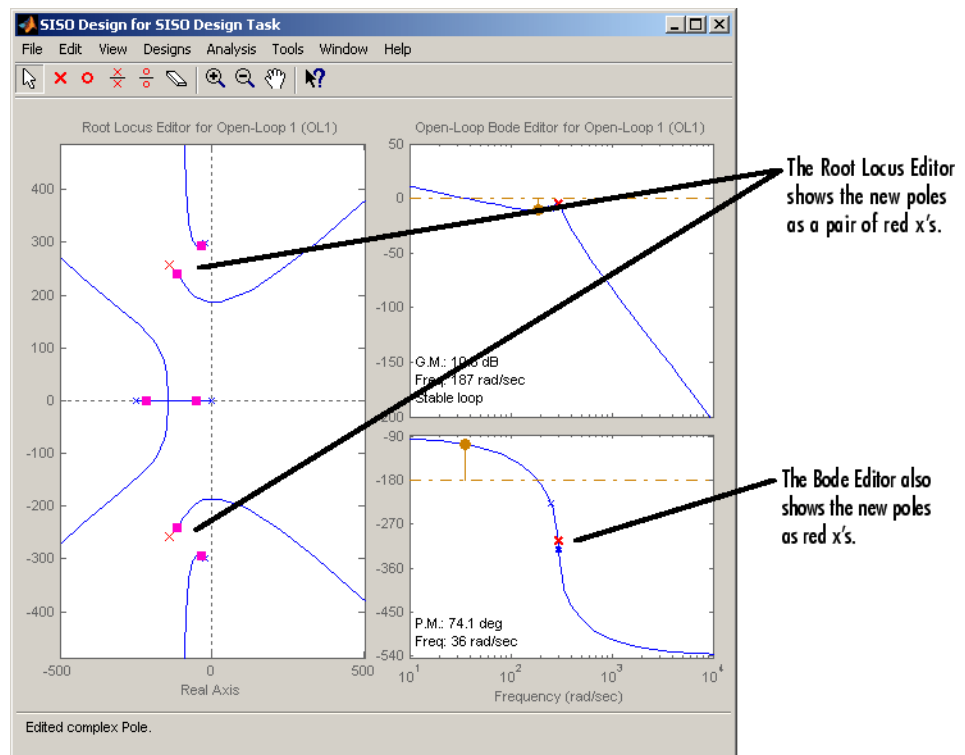 SISO Design for SISO Design Task
File Edit View Designs Analysis Tools Window Help
Root Locus Editor for Open-Loop 1 (OL1)
400
300
200
100
0
-100
-200
-300
-400
-500
0
500
Real Axis
Open-Loop Bode Editor for Open-Loop 1 (OL1)
50
0
-50
-100
-150
-200
G.M.: 10.8 dB
Freq: 187 rad/sec
Stable loop
-90
-180
-270
-360
-450
-540
P.M.: 74.1 deg
Freq: 36 rad/sec
10^1
10^2
10^3
10^4
Frequency (rad/sec)
The Root Locus Editor
shows the new poles
as a pair of red x's.
The Bode Editor also
shows the new poles
as red x's.
Edited complex Pole.